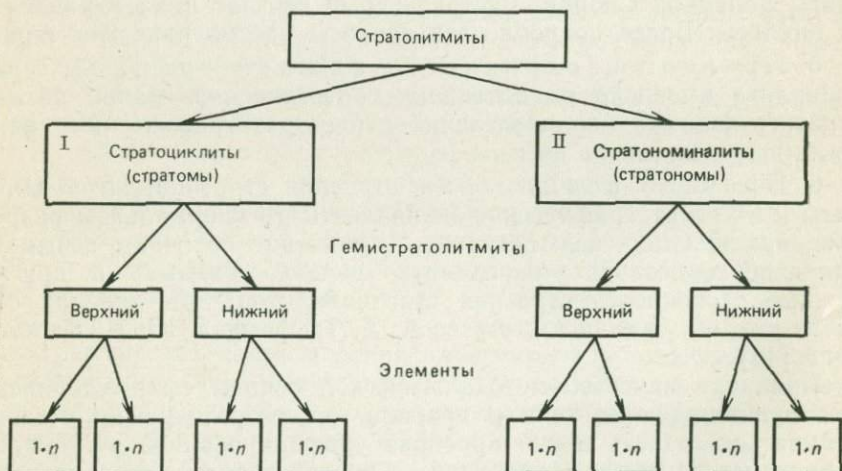 Стратолитмиты
I
Стратоциклиты
(стратомы)
II
Стратономиналиты
(стратономы)
Гемистратолитмиты
Верхний
Нижний
Верхний
Нижний
Элементы
1·n
1·n
1·n
1·n
1·n
1·n
1·n
1·n